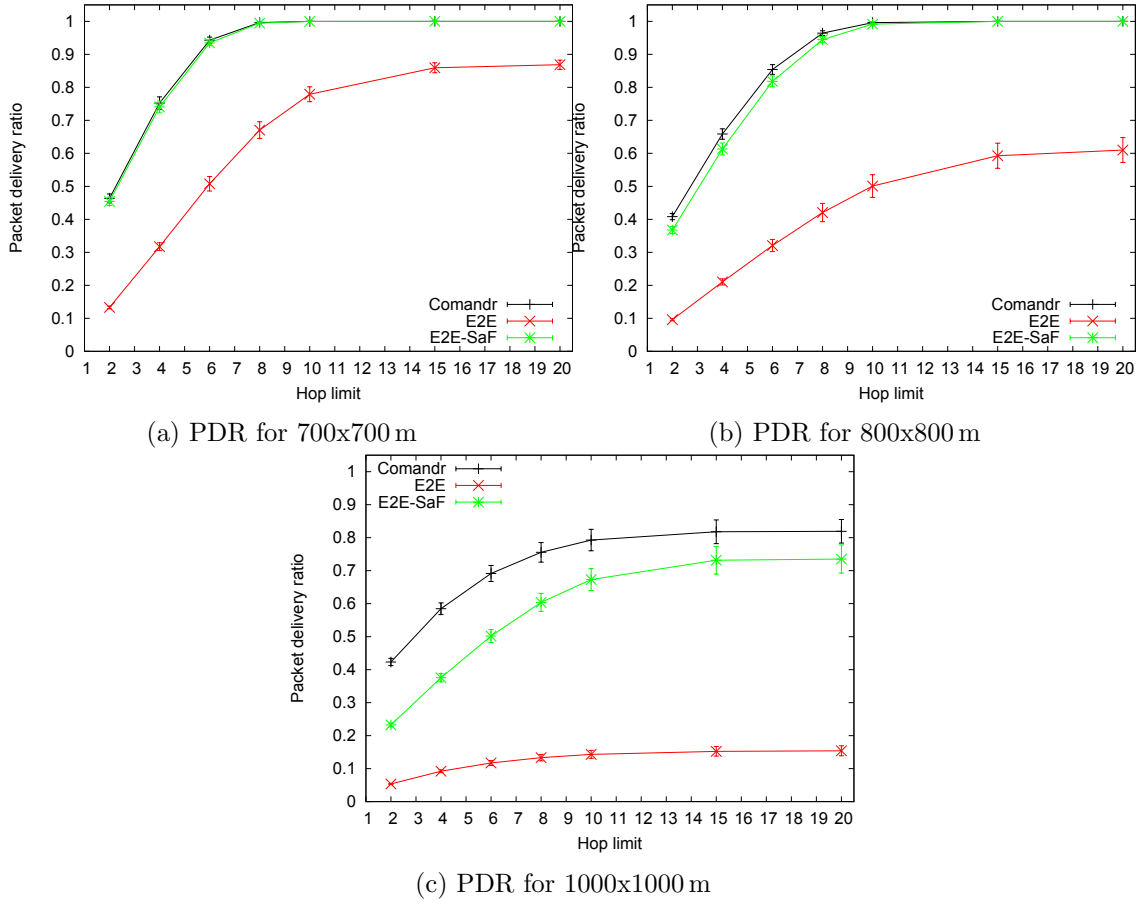 1
0.9
0.8
0.7
0.6
0.5
0.4
0.3
0.2
0.1
0
Packet delivery ratio
Comandr
E2E
E2E-SaF
1 2 3 4 5 6 7 8 9 10 11 12 13 14 15 16 17 18 19 20
Hop limit
(a) PDR for 700x700 m
1
0.9
0.8
0.7
0.6
0.5
0.4
0.3
0.2
0.1
0
Packet delivery ratio
Comandr
E2E
E2E-SaF
1 2 3 4 5 6 7 8 9 10 11 12 13 14 15 16 17 18 19 20
Hop limit
(b) PDR for 800x800 m
1
0.9
0.8
0.7
0.6
0.5
0.4
0.3
0.2
0.1
0
Packet delivery ratio
Comandr
E2E
E2E-SaF
1 2 3 4 5 6 7 8 9 10 11 12 13 14 15 16 17 18 19 20
Hop limit
(c) PDR for 1000x1000 m